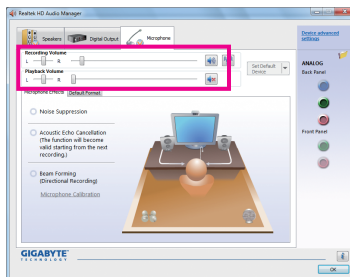 Realtek HD Audio Manager
Speakers
Digital Output
Microphone
Device advanced
settings
Recording Volume
L
R
Set Default
Device
Playback Volume
L
R
ANALOG
Back Panel
Microphone Effects
Default Format
Noise Suppression
Acoustic Echo Cancellation
(The function will become
valid starting from the next
recording.)
Front Panel
Beam Forming
(Directional Recording)
Microphone Calibration
GIGABYTE
TECHNOLOGY
OK